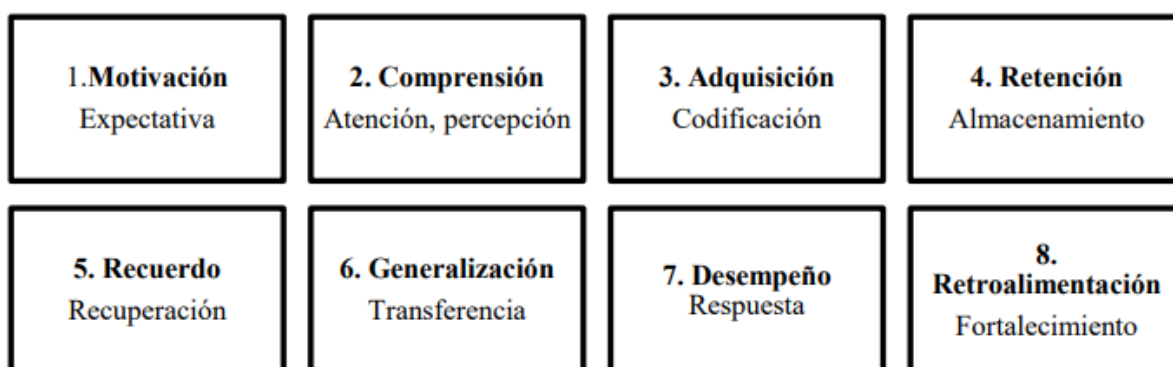 1.Motivación
Expectativa
2. Comprensión
Atención, percepción
3. Adquisición
Codificación
4. Retención
Almacenamiento
5. Recuerdo
Recuperación
6. Generalización
Transferencia
7. Desempeño
Respuesta
8.
Retroalimentación
Fortalecimiento